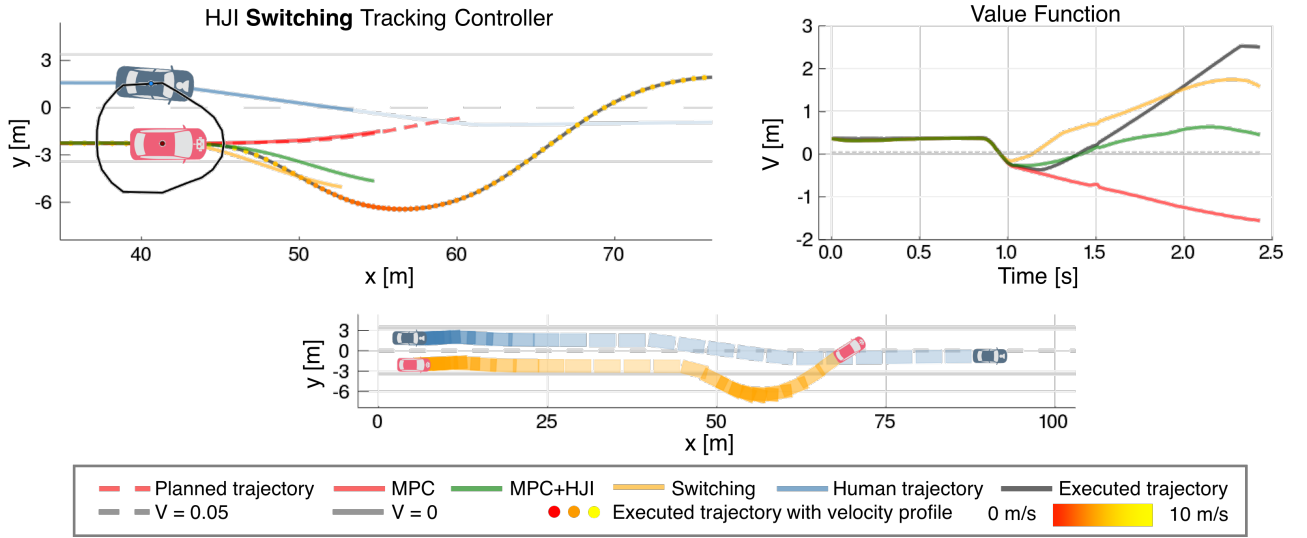 HJI Switching Tracking Controller
y [m]
3
0
-3
-6
40
50
60
70
x [m]
Value Function
V [m]
3
2
1
0
-1
-2
0.0
0.5
1.0
1.5
2.0
2.5
Time [s]
y [m]
3
0
-3
-6
0
25
50
75
100
x [m]
Planned trajectory
MPC
MPC+HJI
Switching
Human trajectory
Executed trajectory
V = 0.05
V = 0
Executed trajectory with velocity profile
0 m/s
10 m/s